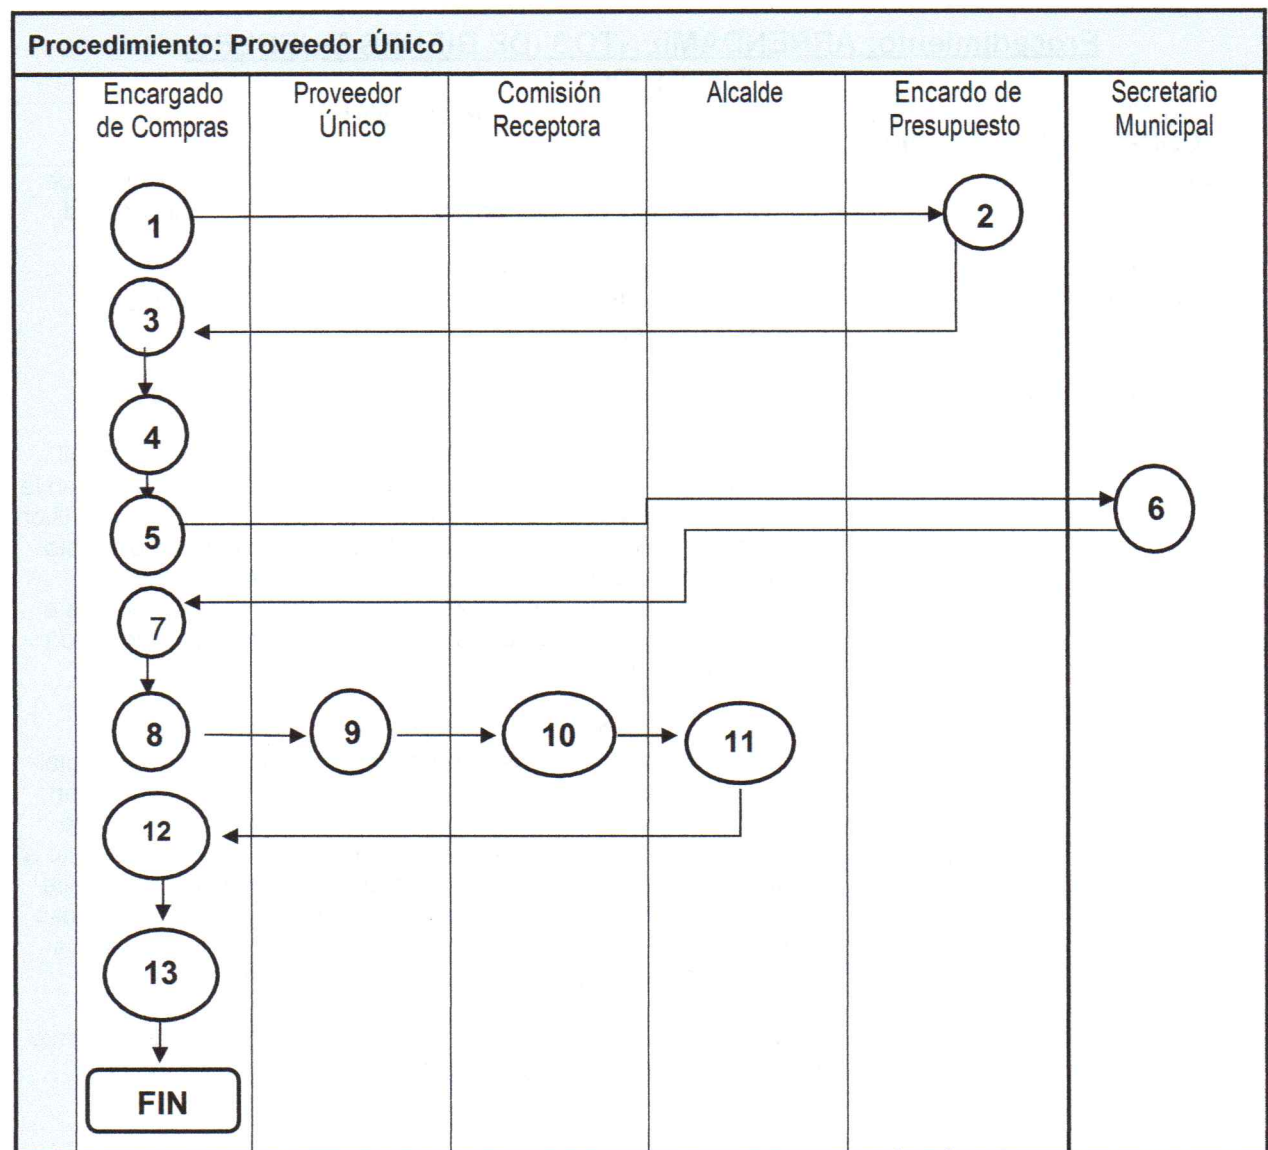 Procedimiento: Proveedor Único
Encargado
de Compras
Proveedor
Único
Comisión
Receptora
Alcalde
Encardo de
Presupuesto
Secretario
Municipal
1
2
3
4
5
6
7
8
9
10
11
12
13
FIN